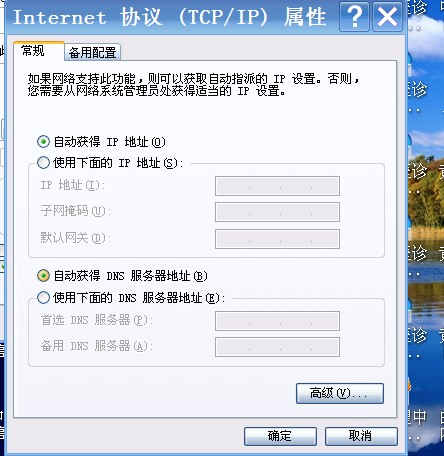 Internet 协议 (TCP/IP) 属性
常规
备用配置
如果网络支持此功能，则可以获取自动指派的 IP 设置。否则，
您需要从网络系统管理员处获得适当的 IP 设置。
自动获得 IP 地址(O)
使用下面的 IP 地址(S):
IP 地址(I):
子网掩码(U):
默认网关(D):
自动获得 DNS 服务器地址(B)
使用下面的 DNS 服务器地址(E):
首选 DNS 服务器(P):
备用 DNS 服务器(A):
高级(V)...
确定
取消